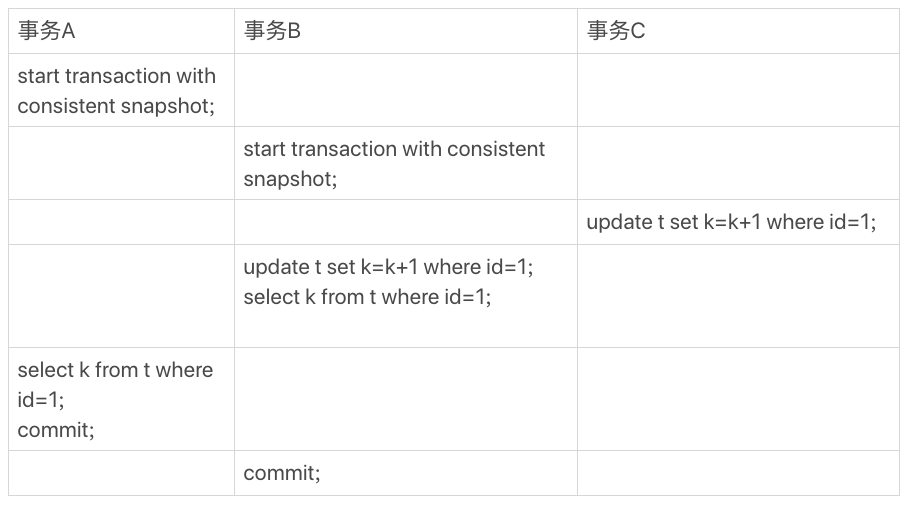 事务A
事务B
事务C
start transaction with
consistent snapshot;
start transaction with consistent
snapshot;
update t set k=k+1 where id=1;
update t set k=k+1 where id=1;
select k from t where id=1;
select k from t where
id=1;
commit;
commit;